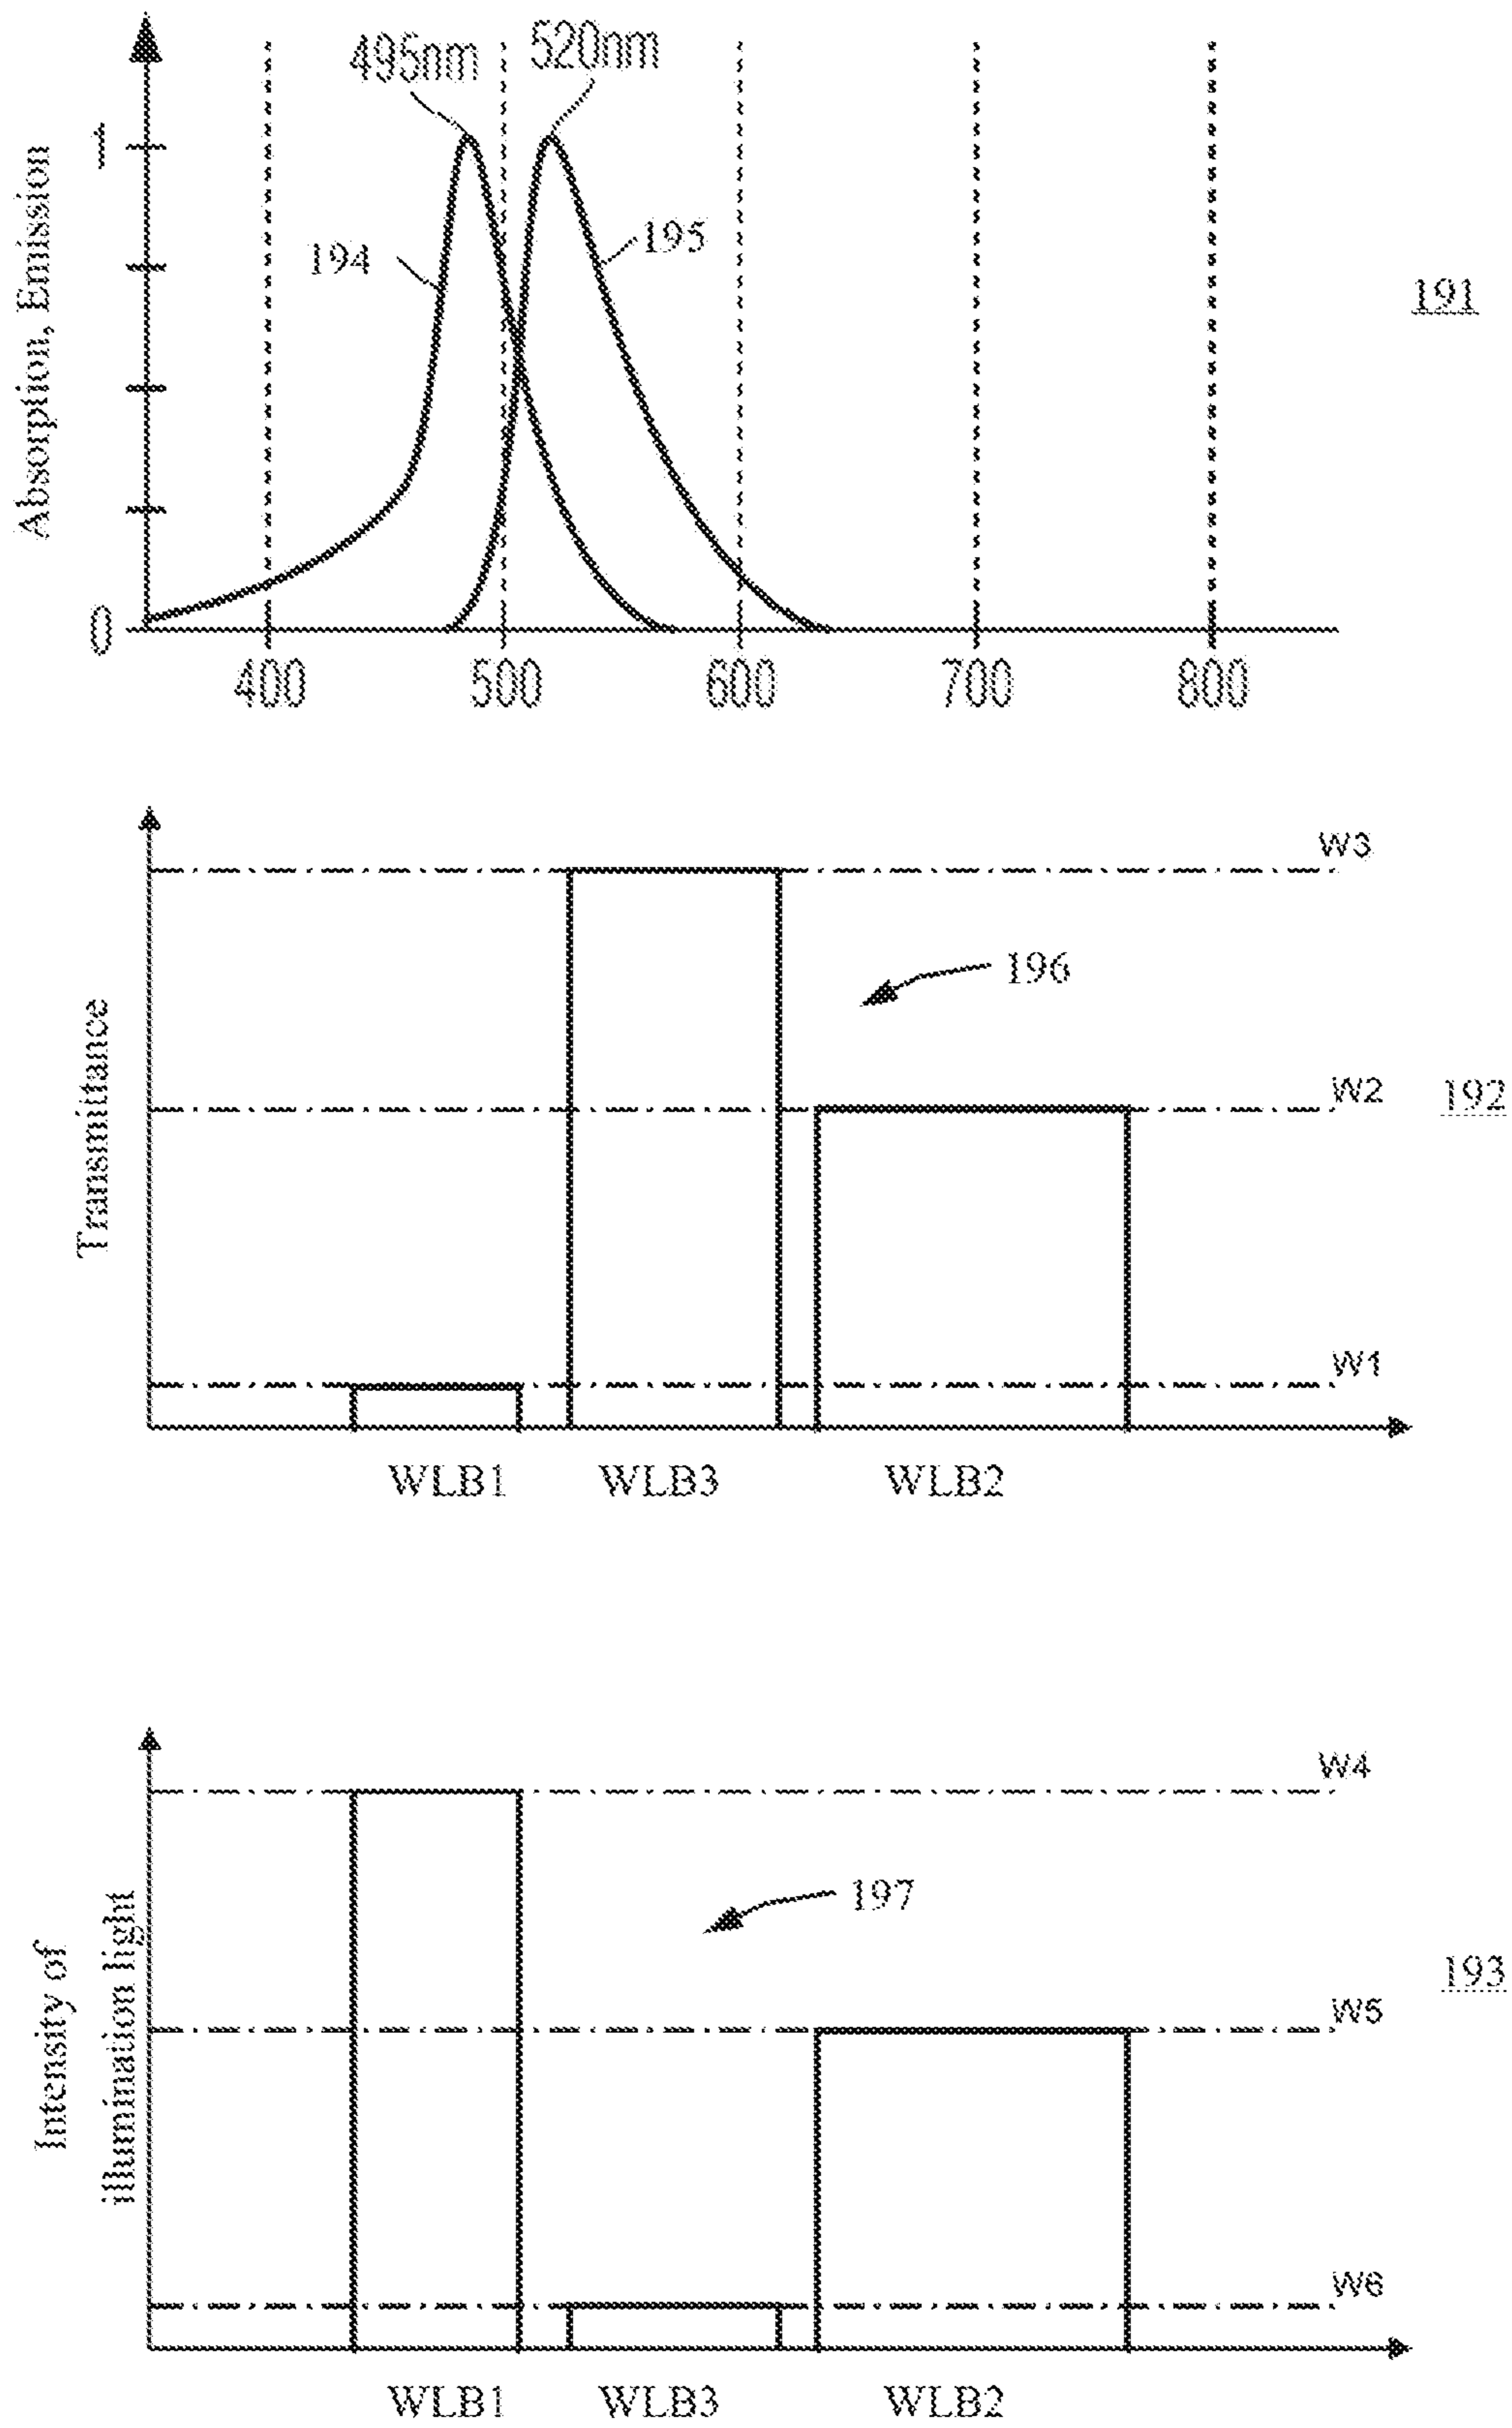 495nm 520nm
1
Absorption, Emission
194
195
191
0
400 500 600 700 800
W3
196
Transmittance
W2
192
W1
WLB1 WLB3 WLB2
W4
197
Intensity of
illumination light
193
W5
W6
WLB1 WLB3 WLB2